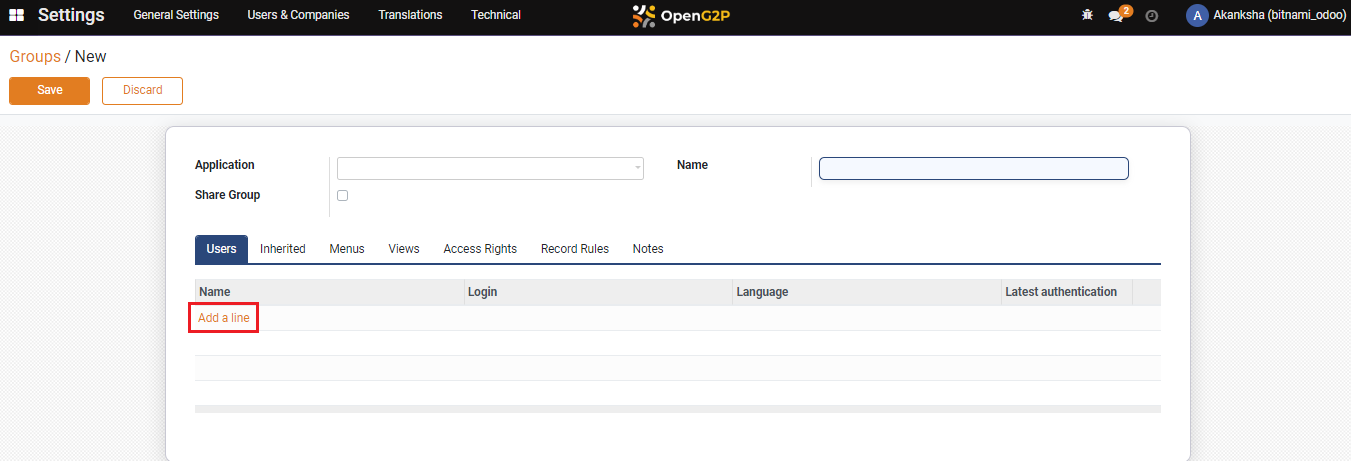 Settings General Settings Users & Companies Translations Technical OpenG2P 2 A Akanksha (bitnami_odoo)
Groups / New
Save Discard
Application Name
Share Group
Users Inherited Menus Views Access Rights Record Rules Notes
Name Login Language Latest authentication
Add a line